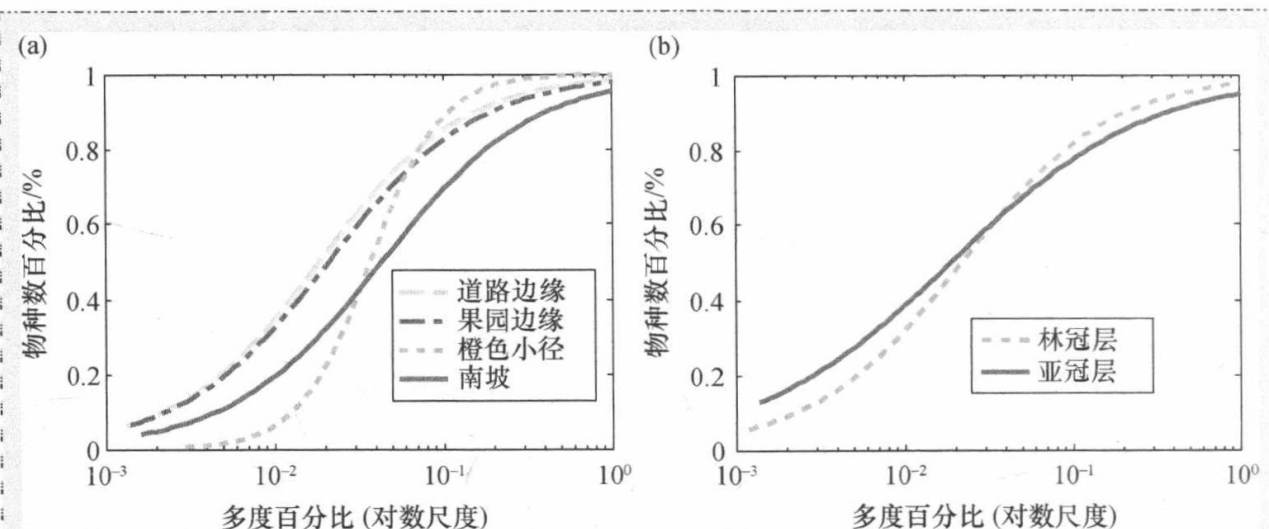 (a)
(b)
物种数百分比/%
1
0.8
0.6
0.4
0.2
0
10⁻³
10⁻²
10⁻¹
10⁰
多度百分比 (对数尺度)
道路边缘
果园边缘
橙色小径
南坡
物种数百分比/%
1
0.8
0.6
0.4
0.2
0
10⁻³
10⁻²
10⁻¹
10⁰
多度百分比 (对数尺度)
林冠层
亚冠层